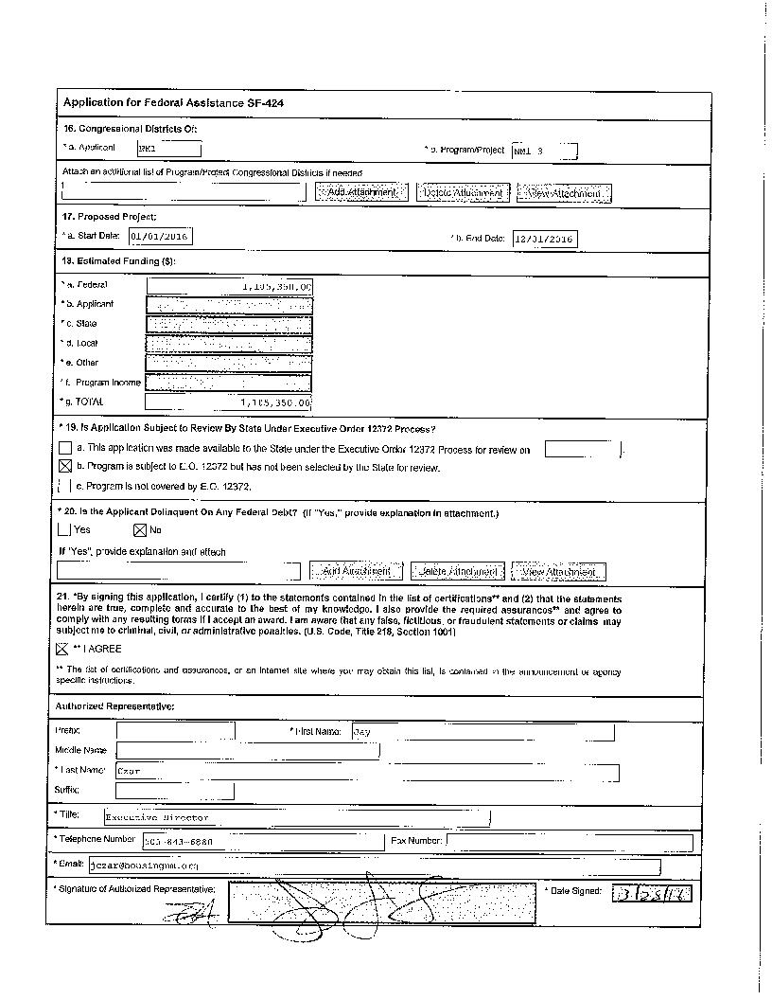 Application for Federal Assistance SF-424
16. Congressional Districts Of:
* a. Applicant NM1 * b. Program/Project NM1-3
Attach an additional list of Program/Project Congressional Districts if needed
Add Attachment Delete Attachment View Attachment
17. Proposed Project:
* a. Start Date: 01/01/2016 * b. End Date: 12/31/2016
18. Estimated Funding ($):
* a. Federal 1,105,350.00
* b. Applicant
* c. State
* d. Local
* e. Other
* f. Program Income
* g. TOTAL 1,105,350.00
* 19. Is Application Subject to Review By State Under Executive Order 12372 Process?
a. This application was made available to the State under the Executive Order 12372 Process for review on .
b. Program is subject to E.O. 12372 but has not been selected by the State for review.
c. Program is not covered by E.O. 12372.
* 20. Is the Applicant Delinquent On Any Federal Debt? (If "Yes," provide explanation in attachment.)
Yes No
If "Yes", provide explanation and attach
Add Attachment Delete Attachment View Attachment
21. *By signing this application, I certify (1) to the statements contained in the list of certifications** and (2) that the statements
herein are true, complete and accurate to the best of my knowledge. I also provide the required assurances** and agree to
comply with any resulting terms if I accept an award. I am aware that any false, fictitious, or fraudulent statements or claims may
subject me to criminal, civil, or administrative penalties. (U.S. Code, Title 218, Section 1001)
** I AGREE
** The list of certifications and assurances, or an internet site where you may obtain this list, is contained in the announcement or agency
specific instructions.
Authorized Representative:
Prefix: * First Name: Jay
Middle Name:
* Last Name: Czar
Suffix:
* Title: Executive Director
* Telephone Number: 505-843-6880 Fax Number:
* Email: jczar@housingnm.org
* Signature of Authorized Representative: * Date Signed: